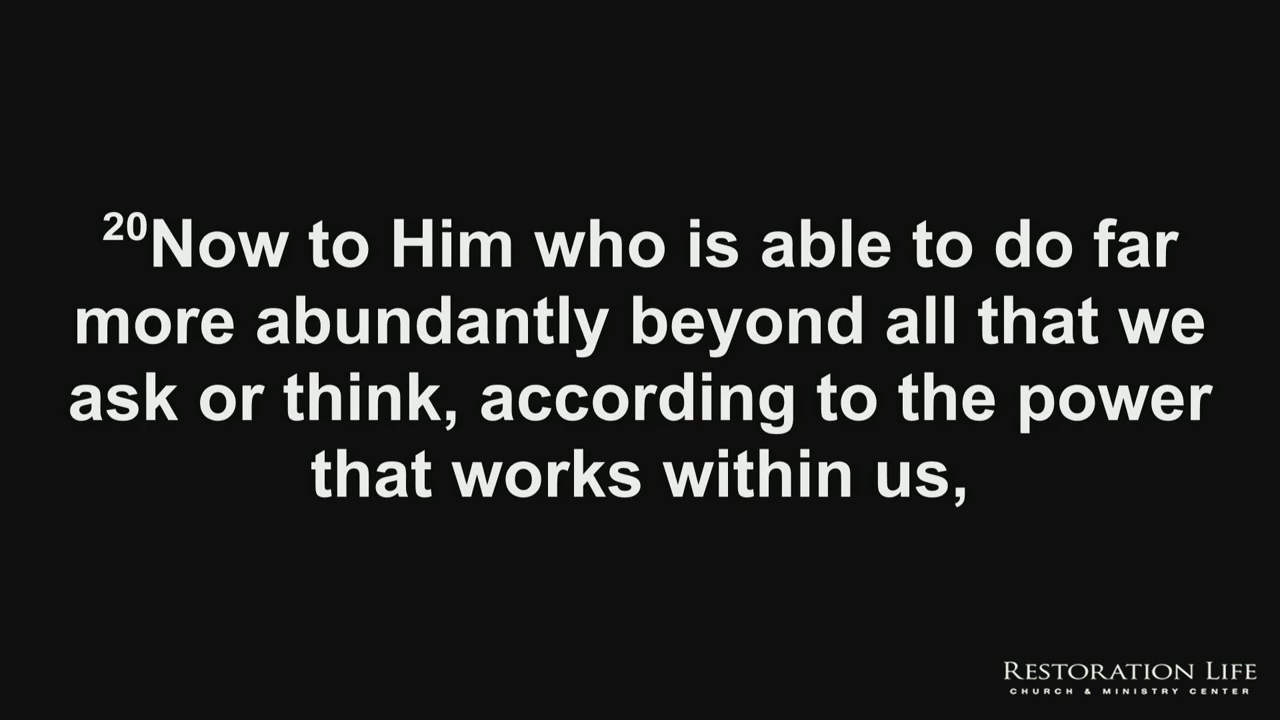 20Now to Him who is able to do far
more abundantly beyond all that we
ask or think, according to the power
that works within us,
RESTORATION LIFE
CHURCH & MINISTRY CENTER